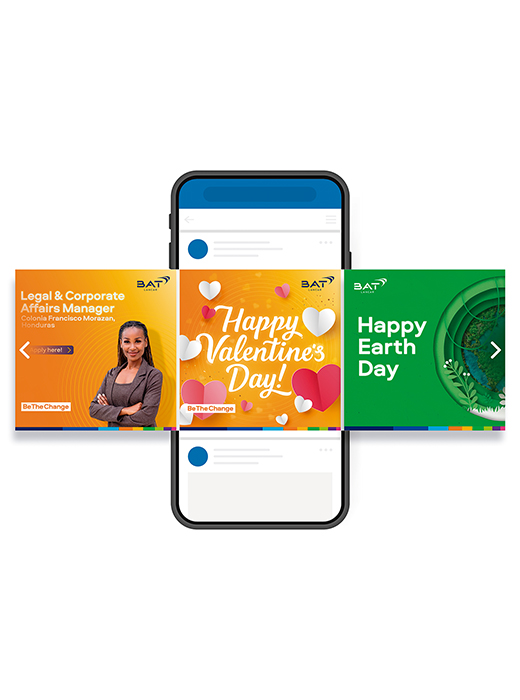 BAT
Legal & Corporate
Affairs Manager
Colonia Francisco Morazan,
Honduras
Apply here!
BeTheChange
BAT
Happy
Valentine's
Day!
BeTheChange
BAT
Happy
Earth
Day